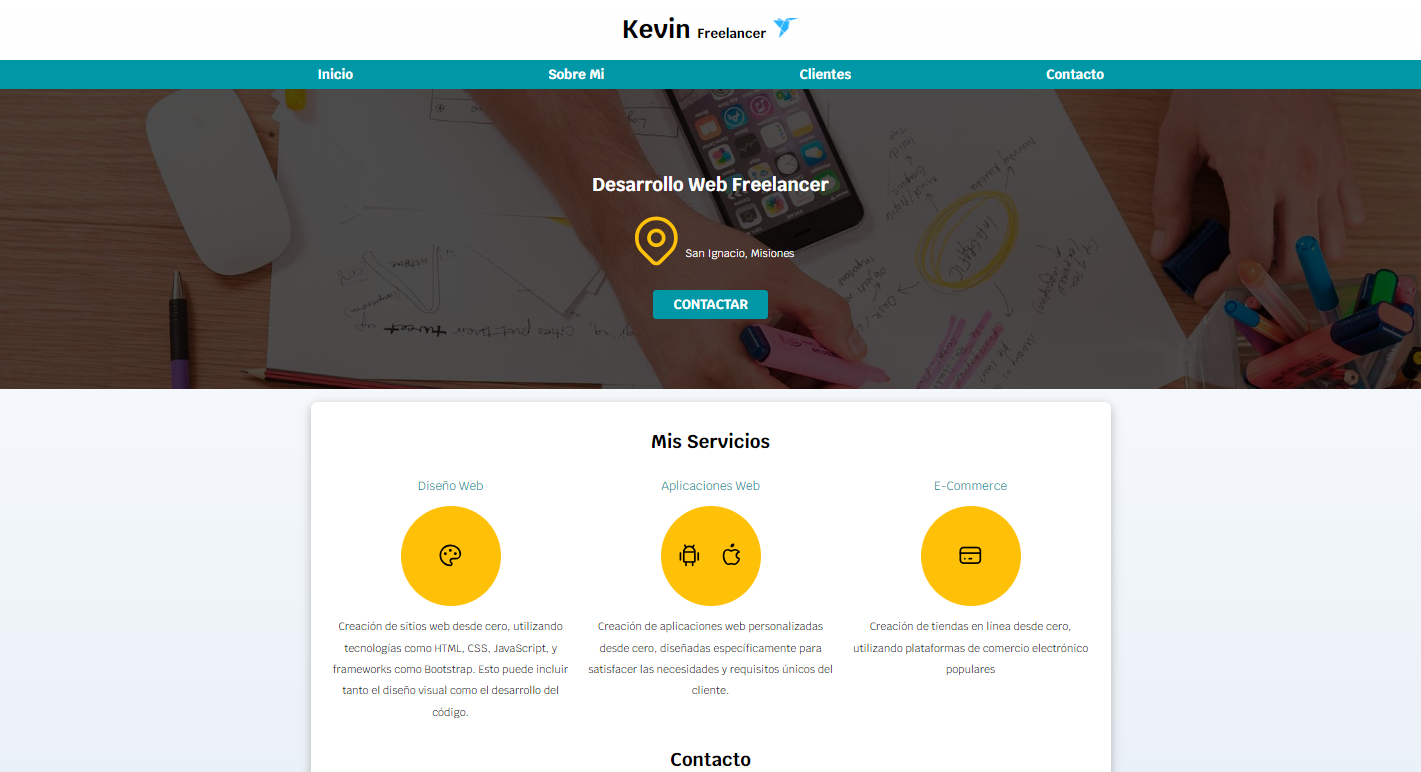 Kevin Freelancer
Inicio Sobre Mi Clientes Contacto
Desarrollo Web Freelancer
San Ignacio, Misiones
CONTACTAR
Mis Servicios
Diseño Web
Creación de sitios web desde cero, utilizando
tecnologías como HTML, CSS, JavaScript, y
frameworks como Bootstrap. Esto puede incluir
tanto el diseño visual como el desarrollo del
código.
Aplicaciones Web
Creación de aplicaciones web personalizadas
desde cero, diseñadas específicamente para
satisfacer las necesidades y requisitos únicos del
cliente.
E-Commerce
Creación de tiendas en línea desde cero,
utilizando plataformas de comercio electrónico
populares
Contacto